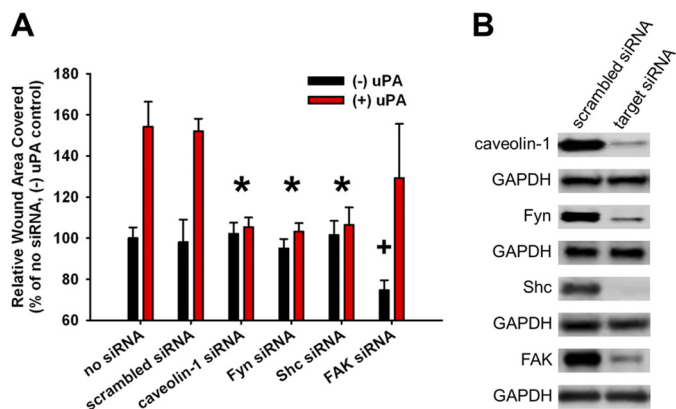 A
B
Relative Wound Area Covered
(% of no siRNA, (-) uPA control)
180
160
140
120
100
80
60
(-) uPA
(+) uPA
*
*
*
+
no siRNA
scrambled siRNA
caveolin-1 siRNA
Fyn siRNA
Shc siRNA
FAK siRNA
scrambled siRNA
target siRNA
caveolin-1
GAPDH
Fyn
GAPDH
Shc
GAPDH
FAK
GAPDH